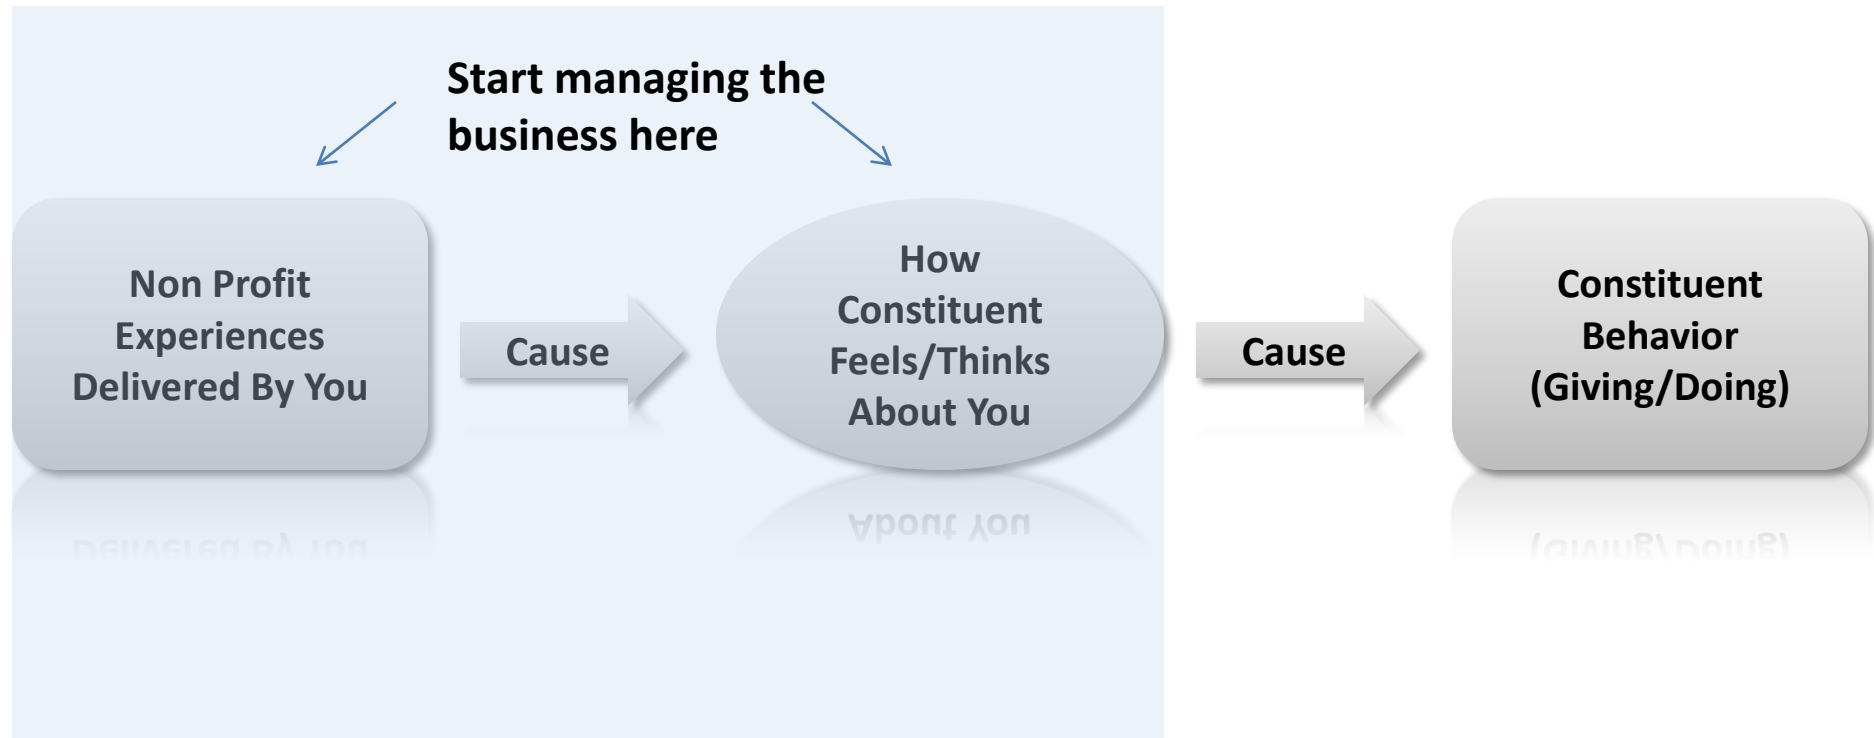 Start managing the
business here
Non Profit
Experiences
Delivered By You
Cause
How
Constituent
Feels/Thinks
About You
Cause
Constituent
Behavior
(Giving/Doing)